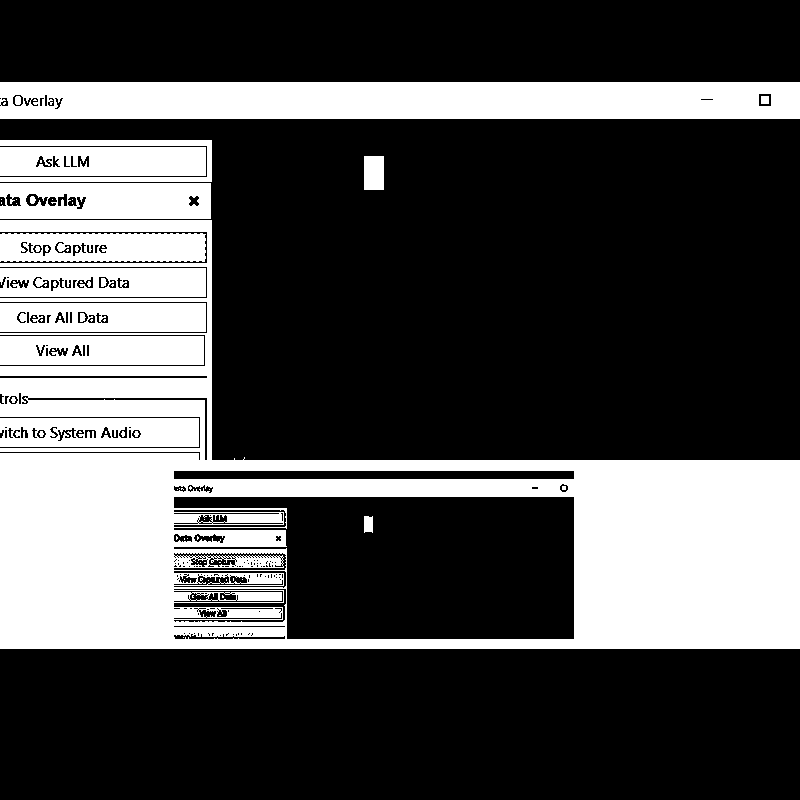 ta Overlay
Ask LLM
ata Overlay
Stop Capture
View Captured Data
Clear All Data
View All
trols
witch to System Audio
ata Overlay
Ask LLM
Data Overlay
Stop Capture
View Captured Data
Clear All Data
View All